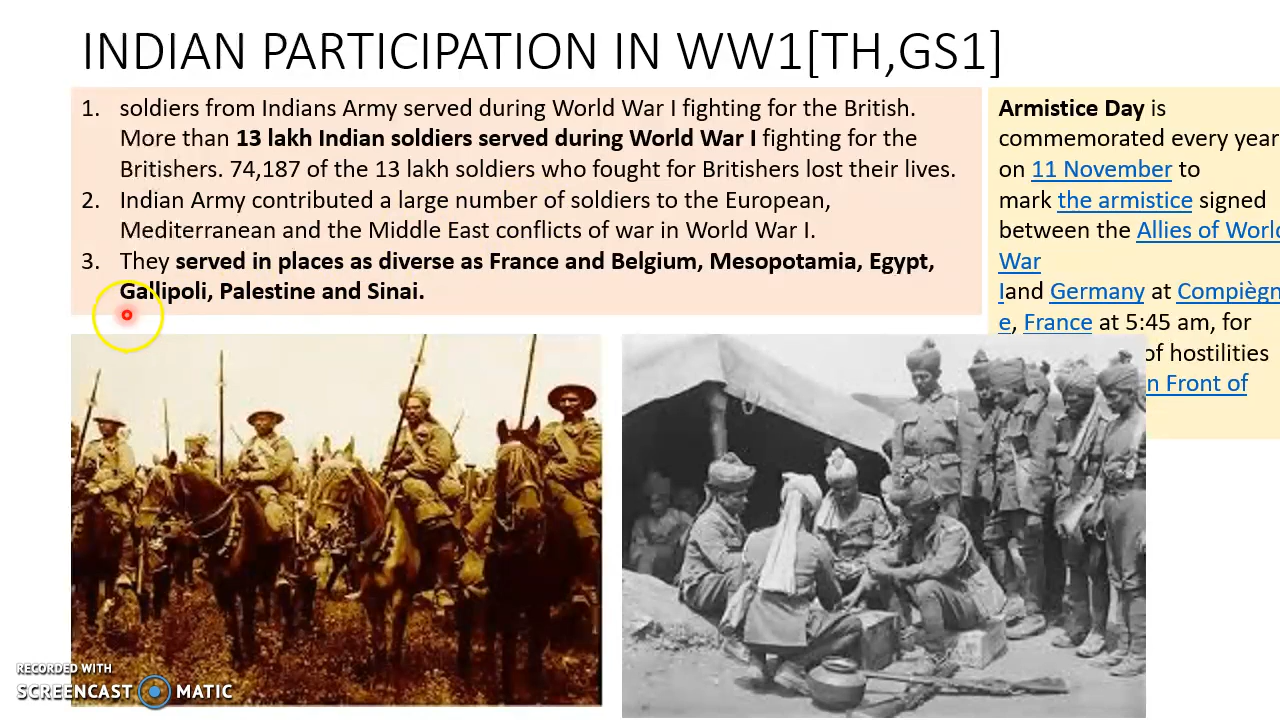 INDIAN PARTICIPATION IN WW1[TH,GS1]
1. soldiers from Indians Army served during World War I fighting for the British.
More than 13 lakh Indian soldiers served during World War I fighting for the
Britishers. 74,187 of the 13 lakh soldiers who fought for Britishers lost their lives.
2. Indian Army contributed a large number of soldiers to the European,
Mediterranean and the Middle East conflicts of war in World War I.
3. They served in places as diverse as France and Belgium, Mesopotamia, Egypt,
Gallipoli, Palestine and Sinai.
Armistice Day is
commemorated every year
on 11 November to
mark the armistice signed
between the Allies of World
War
Iand Germany at Compiègn
e, France at 5:45 am, for
of hostilities
n Front of
RECORDED WITH
SCREENCAST MATIC